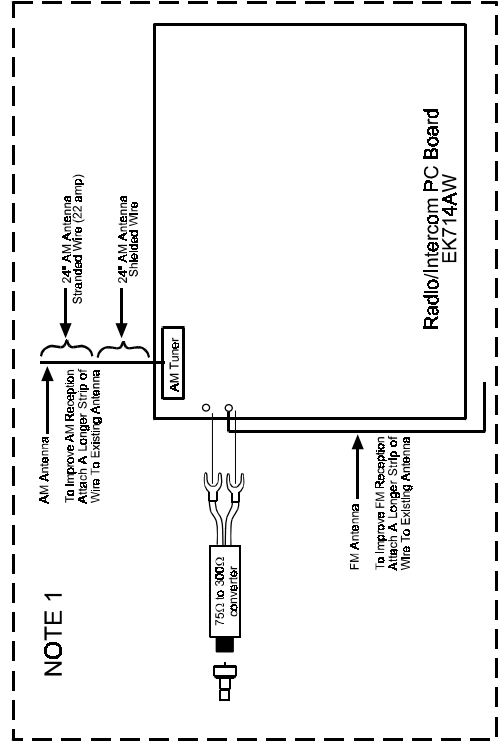 NOTE 1
AM Antenna
To Improve AM Reception
Attach A Longer Strip of
Wire To Existing Antenna
24" AM Antenna
Stranded Wire (22 amp)
24" AM Antenna
Shielded Wire
AM Tuner
75Ω to 300Ω
converter
FM Antenna
To Improve FM Reception
Attach A Longer Strip of
Wire To Existing Antenna
Radio/Intercom PC Board
EK714AW